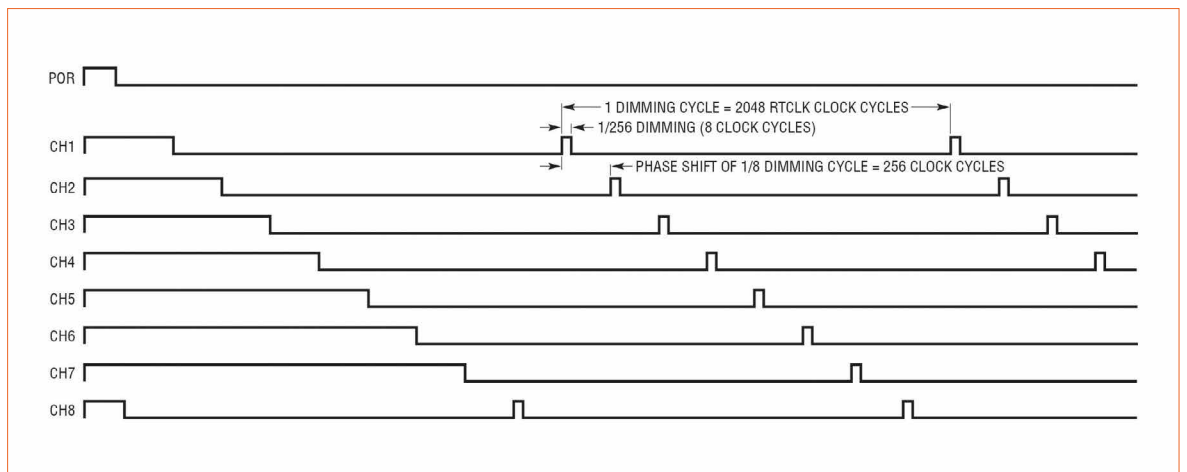 POR
1 DIMMING CYCLE = 2048 RTCLK CLOCK CYCLES
1/256 DIMMING (8 CLOCK CYCLES)
CH1
PHASE SHIFT OF 1/8 DIMMING CYCLE = 256 CLOCK CYCLES
CH2
CH3
CH4
CH5
CH6
CH7
CH8